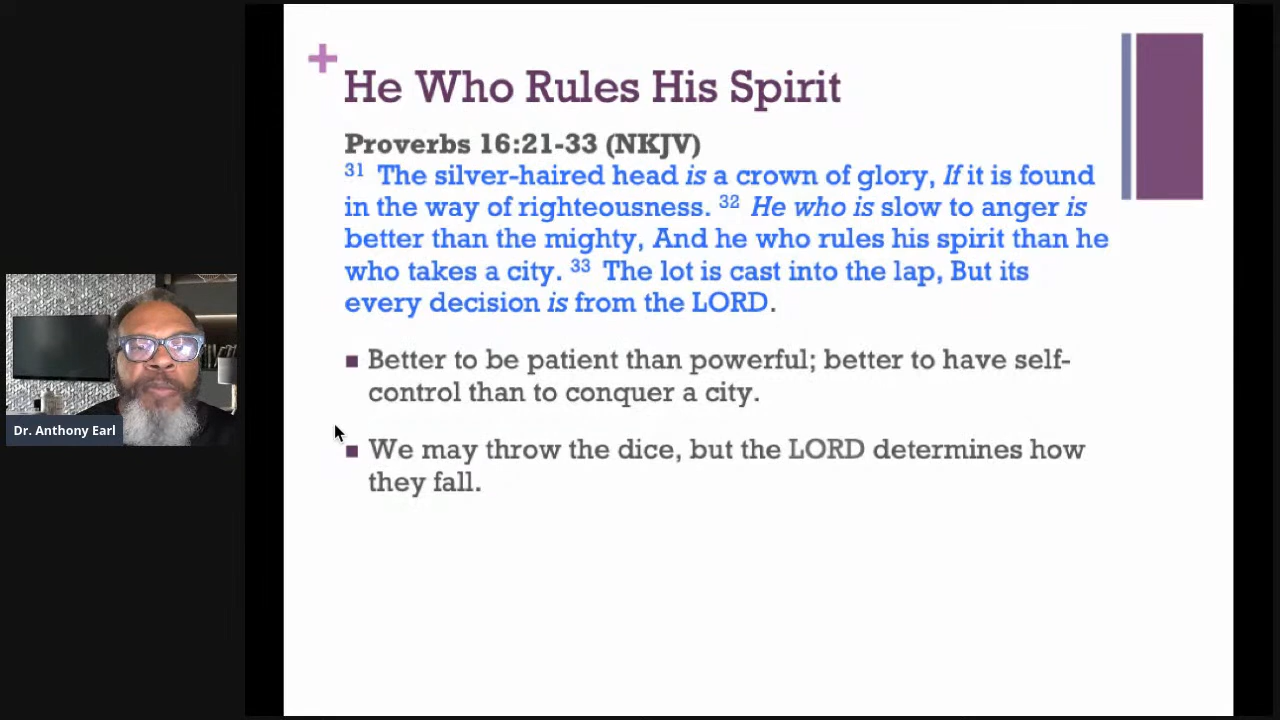 He Who Rules His Spirit
Proverbs 16:21-33 (NKJV)
31 The silver-haired head is a crown of glory, If it is found
in the way of righteousness. 32 He who is slow to anger is
better than the mighty, And he who rules his spirit than he
who takes a city. 33 The lot is cast into the lap, But its
every decision is from the LORD.
Better to be patient than powerful; better to have self-
control than to conquer a city.
We may throw the dice, but the LORD determines how
they fall.
Dr. Anthony Earl